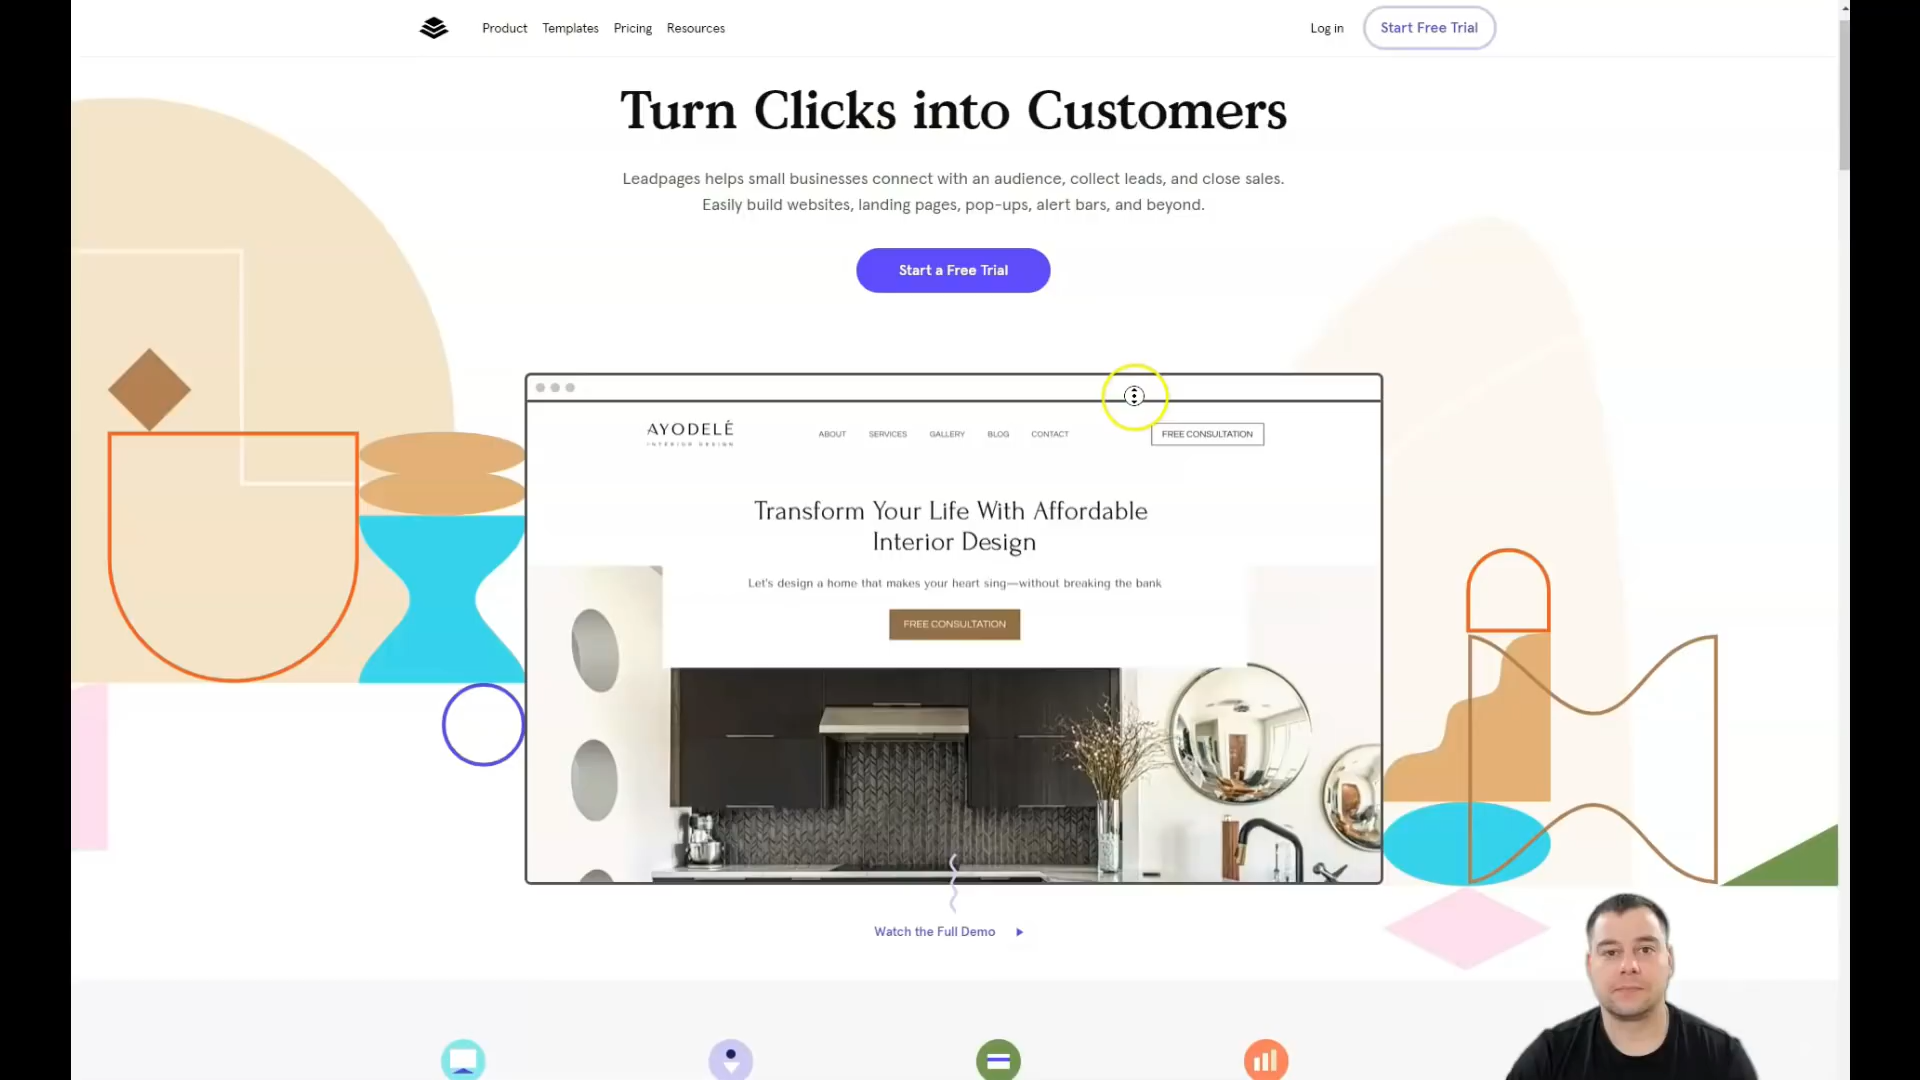 Product Templates Pricing Resources
Log in
Start Free Trial
Turn Clicks into Customers
Leadpages helps small businesses connect with an audience, collect leads, and close sales.
Easily build websites, landing pages, pop-ups, alert bars, and beyond.
Start a Free Trial
AYODELÉ
INTERIOR DESIGN
ABOUT SERVICES GALLERY BLOG CONTACT
FREE CONSULTATION
Transform Your Life With Affordable
Interior Design
Let's design a home that makes your heart sing—without breaking the bank
FREE CONSULTATION
Watch the Full Demo